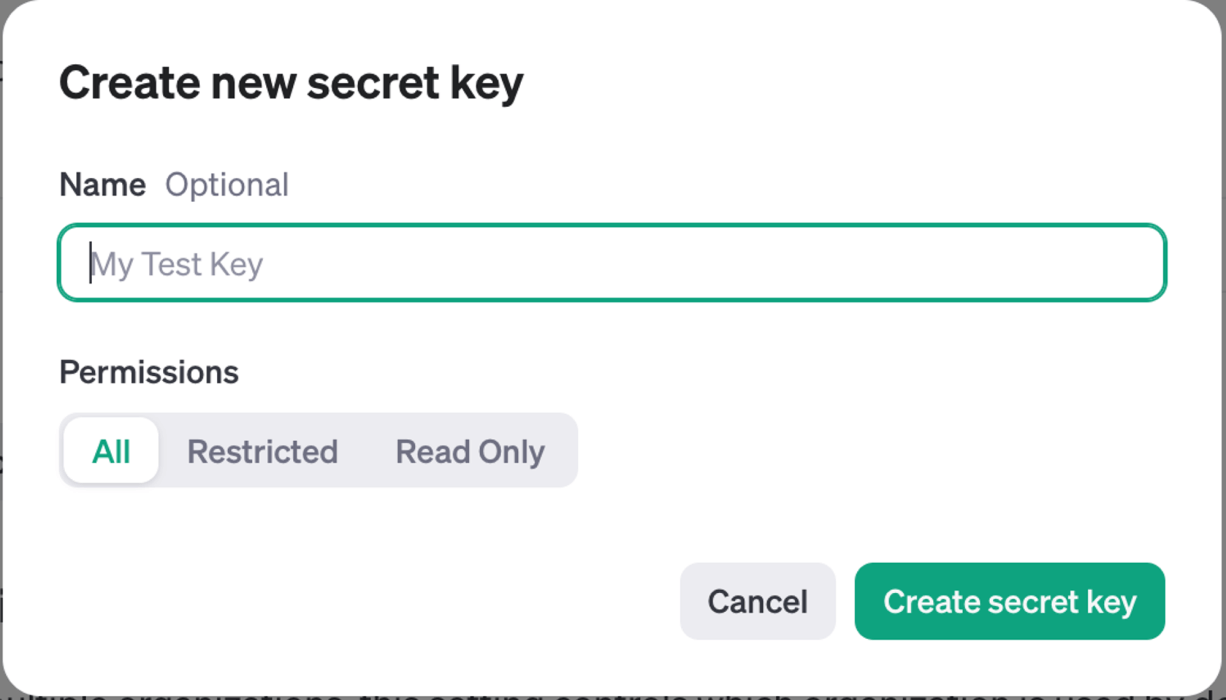 Create new secret key
Name Optional
My Test Key
Permissions
All Restricted Read Only
Cancel Create secret key